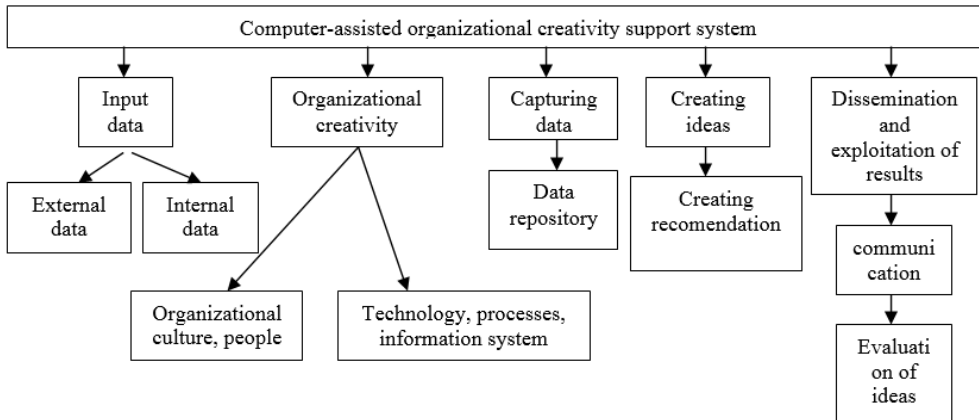 Computer-assisted organizational creativity support system
Input
data
Organizational
creativity
Capturing
data
Creating
ideas
Dissemination
and
exploitation of
results
External
data
Internal
data
Data
repository
Creating
recomendation
communi
cation
Organizational
culture, people
Technology, processes,
information system
Evaluati
on of
ideas